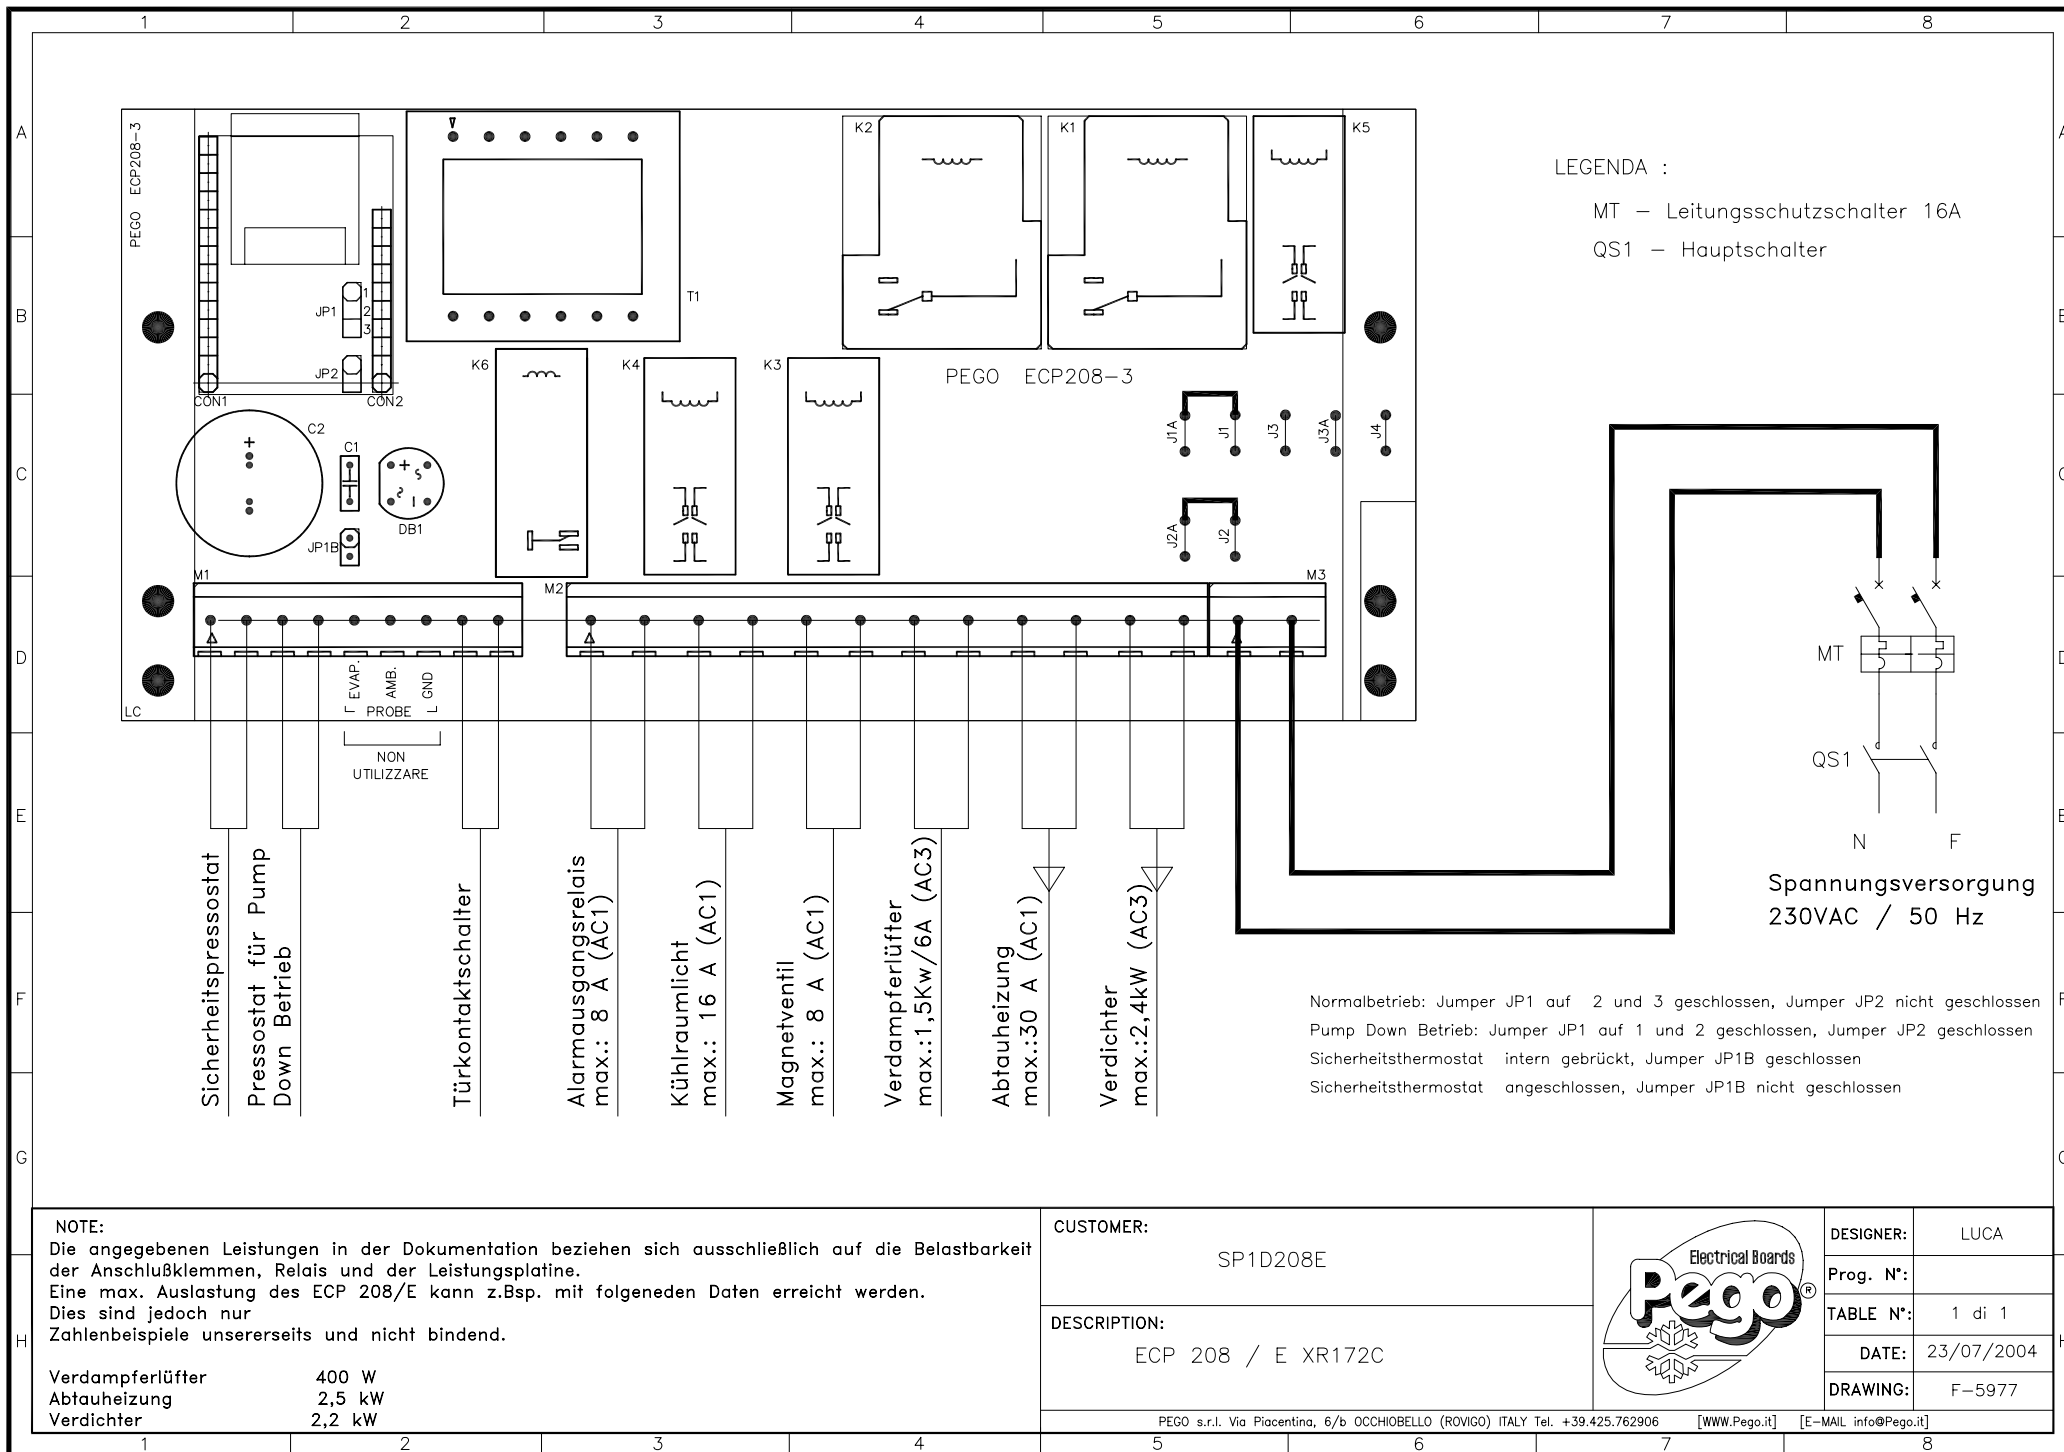 1 2 3 4 5 6 7 8
A
B
C
D
E
F
G
H
PEGO ECP208-3
CON1
CON2
JP1
1
2
3
JP2
T1
K2
K1
K5
LEGENDA :
MT - Leitungsschutzschalter 16A
QS1 - Hauptschalter
K6
K4
K3
PEGO ECP208-3
C2
+
C1
DB1
+
-
JP1B
J1A
J1
J3
J3A
J4
J2A
J2
M1
M2
M3
EVAP.
AMB.
GND
PROBE
LC
NON
UTILIZZARE
MT
QS1
N F
Spannungsversorgung
230VAC / 50 Hz
Sicherheitspressostat
Pressostat für Pump
Down Betrieb
Türkontaktschalter
Alarmausgangsrelais
max.: 8 A (AC1)
Kühlraumlicht
max.: 16 A (AC1)
Magnetventil
max.: 8 A (AC1)
Verdampferlüfter
max.:1,5Kw/6A (AC3)
Abtauheizung
max.:30 A (AC1)
Verdichter
max.:2,4kW (AC3)
Normalbetrieb: Jumper JP1 auf 2 und 3 geschlossen, Jumper JP2 nicht geschlossen
Pump Down Betrieb: Jumper JP1 auf 1 und 2 geschlossen, Jumper JP2 geschlossen
Sicherheitsthermostat intern gebrückt, Jumper JP1B geschlossen
Sicherheitsthermostat angeschlossen, Jumper JP1B nicht geschlossen
NOTE:
Die angegebenen Leistungen in der Dokumentation beziehen sich ausschließlich auf die Belastbarkeit
der Anschlußklemmen, Relais und der Leistungsplatine.
Eine max. Auslastung des ECP 208/E kann z.Bsp. mit folgeneden Daten erreicht werden.
Dies sind jedoch nur
Zahlenbeispiele unsererseits und nicht bindend.
Verdampferlüfter 400 W
Abtauheizung 2,5 kW
Verdichter 2,2 kW
CUSTOMER:
SP1D208E
DESCRIPTION:
ECP 208 / E XR172C
Electrical Boards
Pego ®
DESIGNER: LUCA
Prog. N°:
TABLE N°: 1 di 1
DATE: 23/07/2004
DRAWING: F-5977
PEGO s.r.l. Via Piacentina, 6/b OCCHIOBELLO (ROVIGO) ITALY Tel. +39.425.762906 [WWW.Pego.it] [E-MAIL info@Pego.it]
1 2 3 4 5 6 7 8